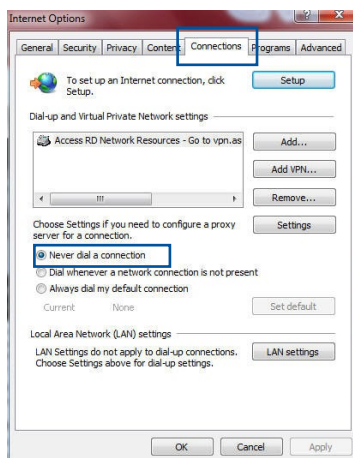 Internet Options
General Security Privacy Content Connections Programs Advanced
To set up an Internet connection, click
Setup.
Setup
Dial-up and Virtual Private Network settings
Access RD Network Resources - Go to vpn.as
Add...
Add VPN...
Remove...
Choose Settings if you need to configure a proxy
server for a connection.
Settings
Never dial a connection
Dial whenever a network connection is not present
Always dial my default connection
Current None
Set default
Local Area Network (LAN) settings
LAN Settings do not apply to dial-up connections.
Choose Settings above for dial-up settings.
LAN settings
OK Cancel Apply